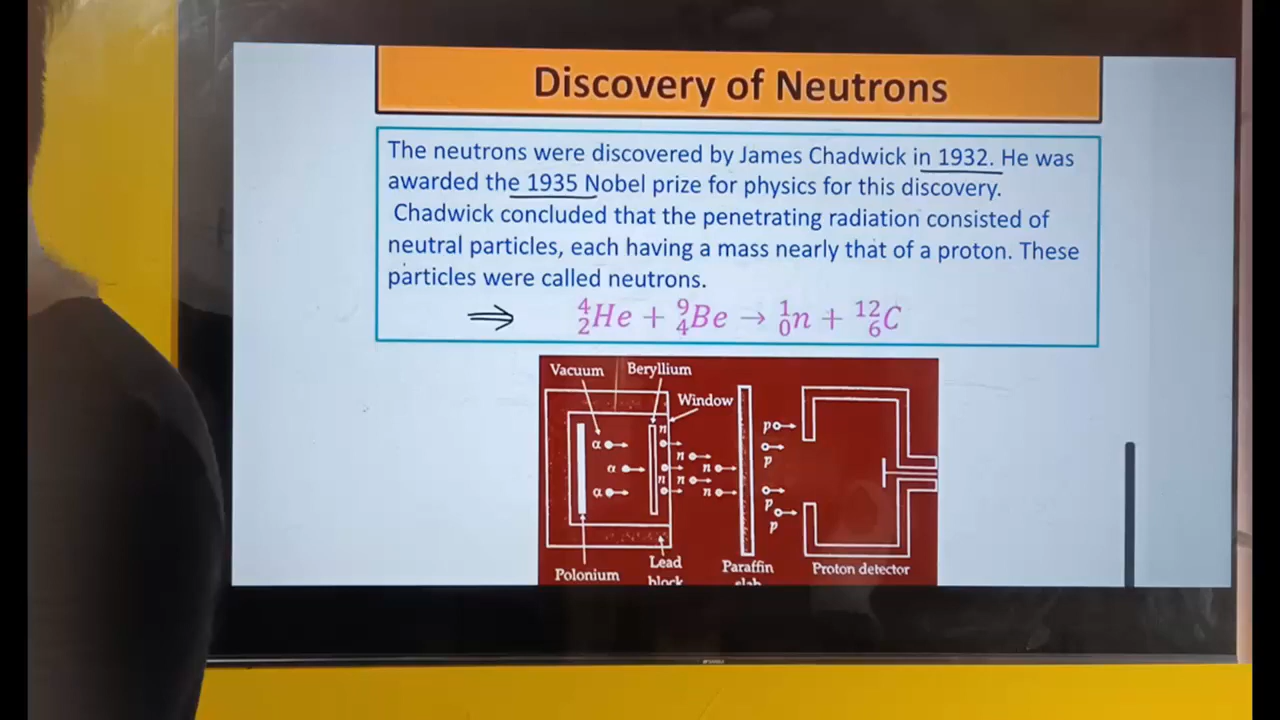 Discovery of Neutrons
The neutrons were discovered by James Chadwick in 1932. He was
awarded the 1935 Nobel prize for physics for this discovery.
Chadwick concluded that the penetrating radiation consisted of
neutral particles, each having a mass nearly that of a proton. These
particles were called neutrons.
⇒ ⁴₂He + ⁹₄Be → ¹₀n + ¹²₆C
Vacuum Beryllium
Window
n
p
α
n
p
α n n
n n
p
α n
p
p
Lead
block
Paraffin
slab
Proton detector
Polonium